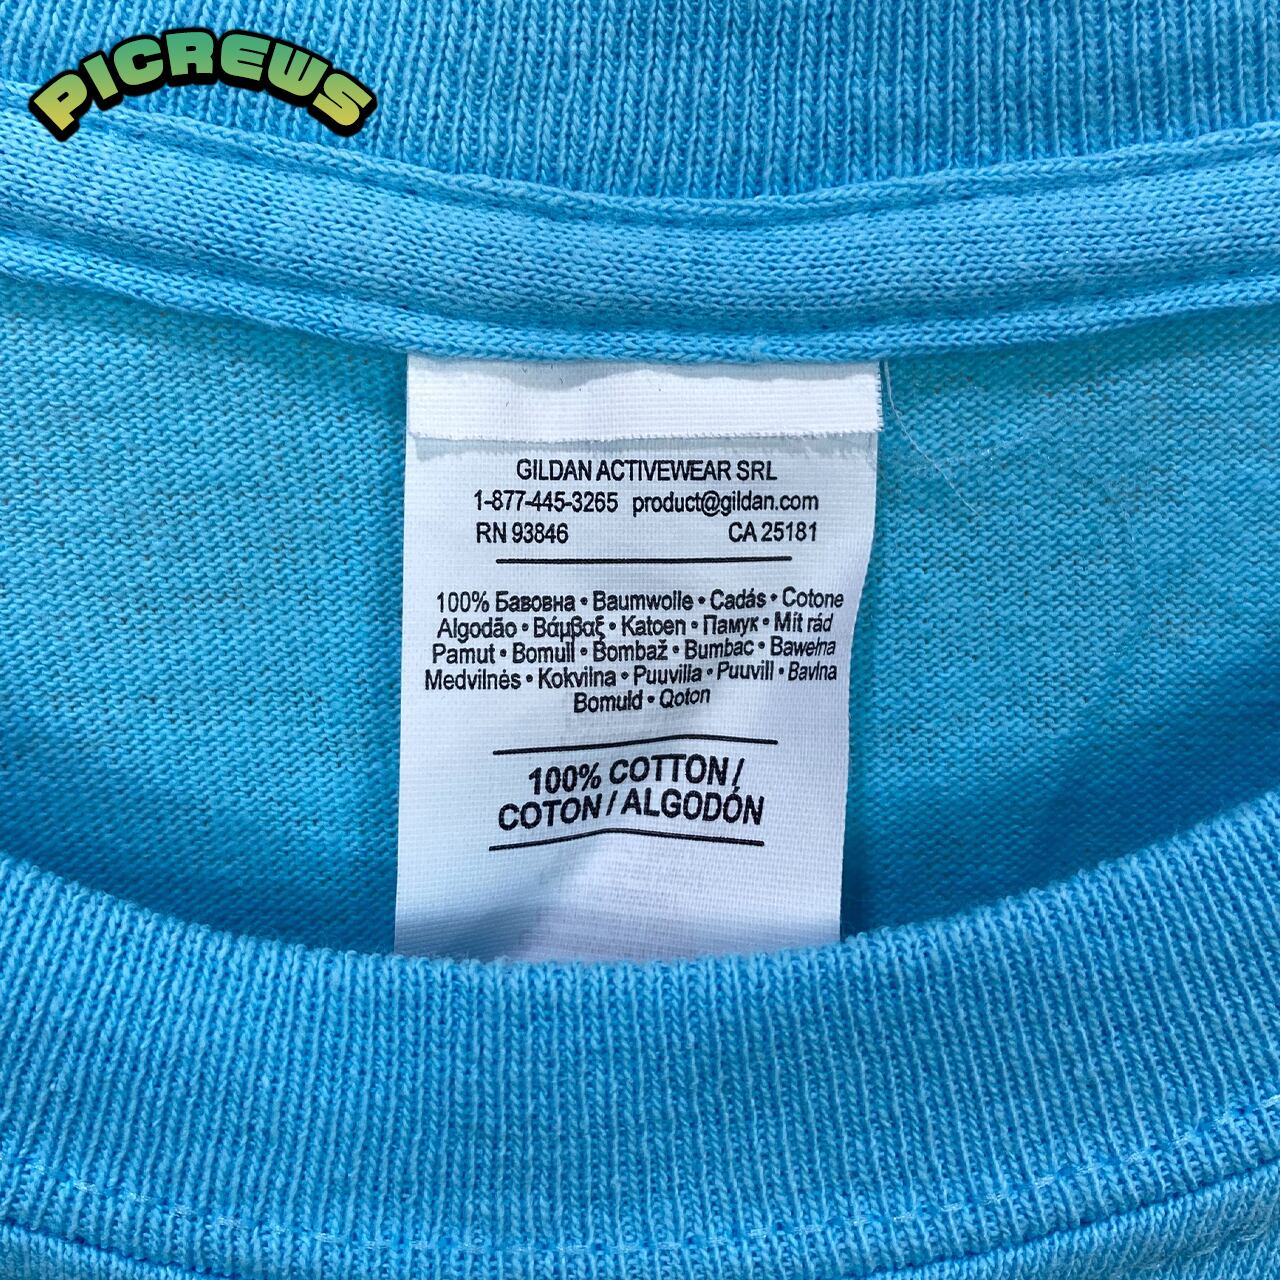 PICREWS
GILDAN ACTIVEWEAR SRL
1-877-445-3265 product@gildan.com
RN 93846 CA 25181
100% Бавовна • Baumwolle • Cadás • Cotone
Algodão • Βάμβαξ • Katoen • Памук • Mít rád
Pamut • Bomull • Bombaž • Bumbac • Bawełna
Medvilnės • Kokvilna • Puuvilla • Puuvill • Bavlna
Bomuld • Qoton
100% COTTON /
COTON / ALGODÓN